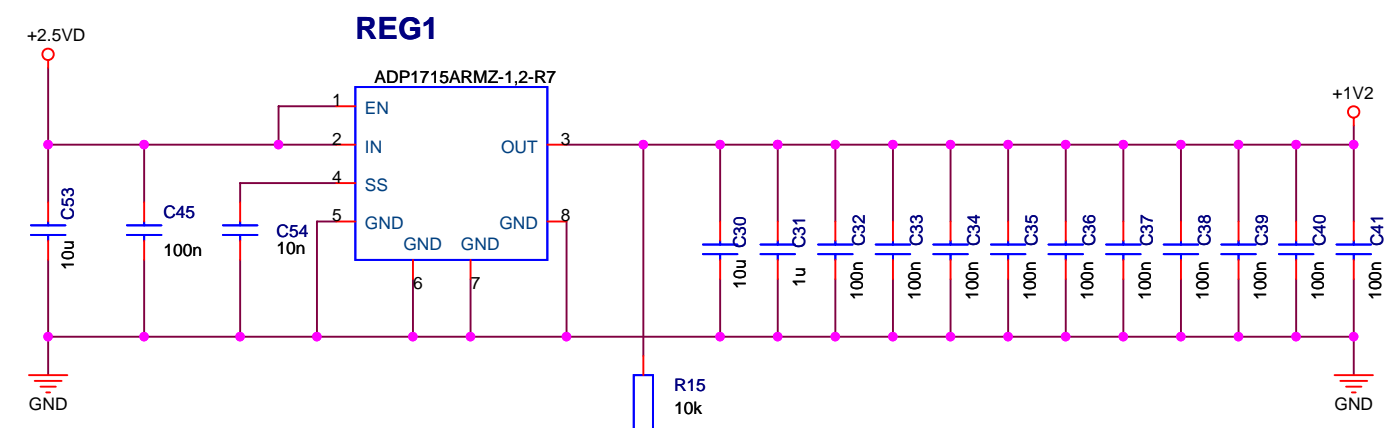 REG1
+2.5VD
ADP1715ARMZ-1,2-R7
+1V2
1
EN
2
IN
OUT
3
4
SS
5
GND
GND
8
GND
GND
6
7
C53
10u
C45
100n
C54
10n
C30
10u
C31
1u
C32
100n
C33
100n
C34
100n
C35
100n
C36
100n
C37
100n
C38
100n
C39
100n
C40
100n
C41
100n
R15
10k
GND
GND